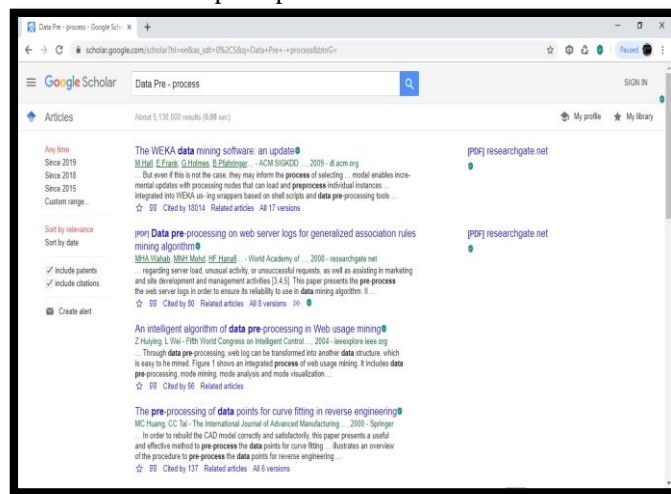 Data Pre - process - Google Sch
scholar.google.com/scholar?hl=en&as_sdt=0%2C5&q=Data+Pre+-+process&btnG=
Paused
Google Scholar
Data Pre - process
SIGN IN
Articles
About 5,130,000 results (0.08 sec)
My profile
My library
Any time
Since 2019
Since 2018
Since 2015
Custom range...
Sort by relevance
Sort by date
include patents
include citations
Create alert
The WEKA data mining software: an update
M Hall, E Frank, G Holmes, B Pfahringer... - ACM SIGKDD ..., 2009 - dl.acm.org
... But even if this is not the case, they may inform the process of selecting ... model enables incre-
mental updates with processing nodes that can load and preprocess individual instances ...
integrated into WEKA us- ing wrappers based on shell scripts and data pre-processing tools ...
Cited by 18014 Related articles All 17 versions
[PDF] researchgate.net
[PDF] Data pre-processing on web server logs for generalized association rules
mining algorithm
MHA Wahab, MNH Mohd, HF Hanafi... - World Academy of ..., 2008 - researchgate.net
... regarding server load, unusual activity, or unsuccessful requests, as well as assisting in marketing
and site development and management activities [3,4,5]. This paper presents the pre-process
the web server logs in order to ensure its reliability to use in data mining algorithm. II ...
Cited by 80 Related articles All 8 versions
[PDF] researchgate.net
An intelligent algorithm of data pre-processing in Web usage mining
Z Huiying, L Wei - Fifth World Congress on Intelligent Control ..., 2004 - ieeexplore.ieee.org
... Through data pre-processing, web log can be transformed into another data structure, which
is easy to be mined. Figure 1 shows an integrated process of web usage mining. It includes data
pre-processing, mode mining, mode analysis and mode visualization ...
Cited by 56 Related articles
The pre-processing of data points for curve fitting in reverse engineering
MC Huang, CC Tai - The International Journal of Advanced Manufacturing ..., 2000 - Springer
... In order to rebuild the CAD model correctly and satisfactorily, this paper presents a useful
and effective method to pre-process the data points for curve fitting ... illustrates an overview
of the procedure to pre-process the data points for reverse engineering ...
Cited by 137 Related articles All 6 versions